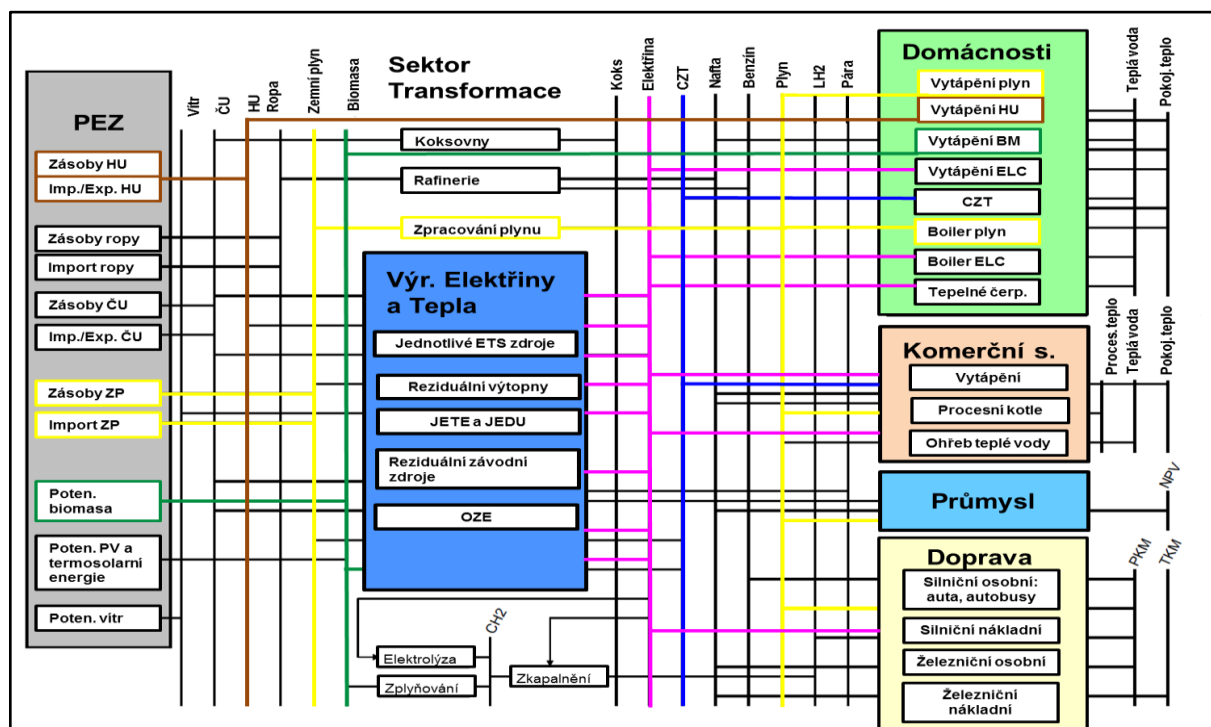 PEZ
Zásoby HU
Imp./Exp. HU
Zásoby ropy
Import ropy
Zásoby ČU
Imp./Exp. ČU
Zásoby ZP
Import ZP
Poten.
biomasa
Poten. PV a
termosolarní
energie
Poten. vítr
Vítr
ČU
HU
Ropa
Zemní plyn
Biomasa
Sektor
Transformace
Koksovny
Rafinerie
Zpracování plynu
Výr. Elektřiny
a Tepla
Jednotlivé ETS zdroje
Reziduální výtopny
JETE a JEDU
Reziduální závodní
zdroje
OZE
Elektrolýza
Zplyňování
CH2
Zkapalnění
Koks
Elektřina
CZT
Nafta
Benzín
Plyn
LH2
Pára
Domácnosti
Vytápění plyn
Vytápění HU
Vytápění BM
Vytápění ELC
CZT
Boiler plyn
Boiler ELC
Tepelné čerp.
Teplá voda
Pokoj. teplo
Komerční s.
Vytápění
Procesní kotle
Ohřeb teplé vody
Proces. teplo
Teplá voda
Pokoj. teplo
Průmysl
NPV
Doprava
Silniční osobní:
auta, autobusy
Silniční nákladní
Železniční osobní
Železniční
nákladní
PKM
TKM